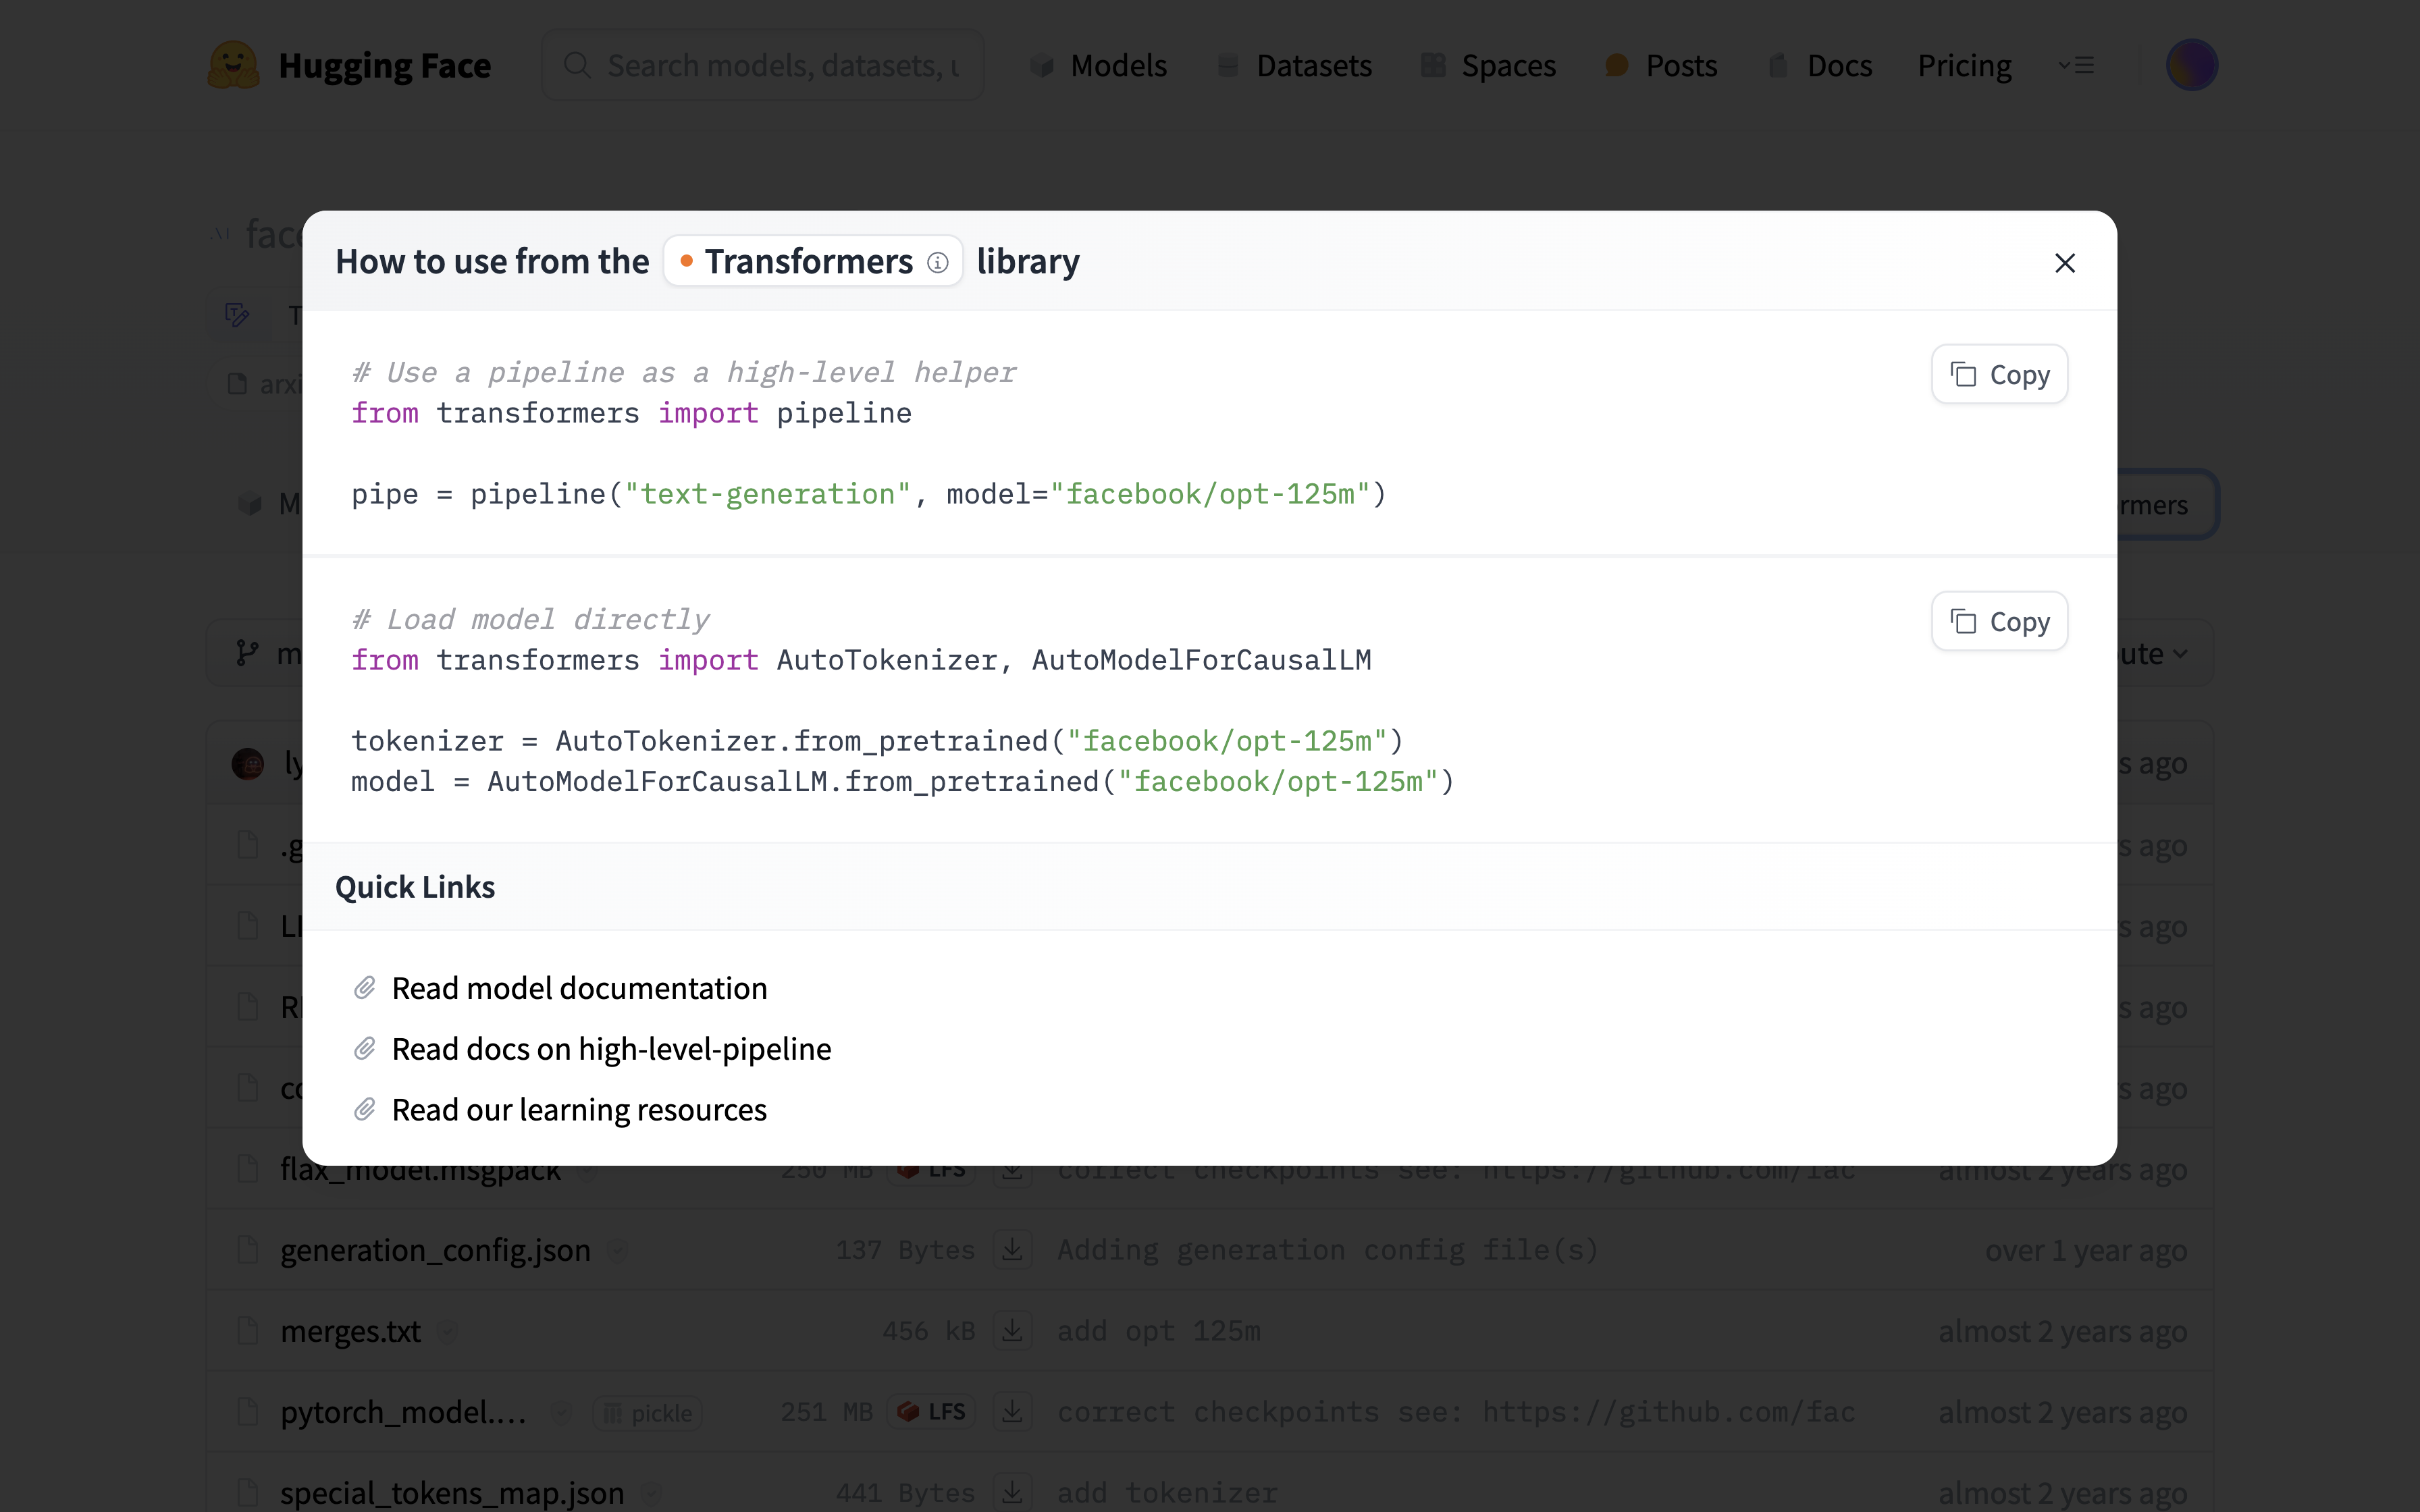 Hugging Face
Search models, datasets, u
Models
Datasets
Spaces
Posts
Docs
Pricing
How to use from the Transformers library
# Use a pipeline as a high-level helper
Copy
from transformers import pipeline
pipe = pipeline("text-generation", model="facebook/opt-125m")
# Load model directly
Copy
from transformers import AutoTokenizer, AutoModelForCausalLM
tokenizer = AutoTokenizer.from_pretrained("facebook/opt-125m")
model = AutoModelForCausalLM.from_pretrained("facebook/opt-125m")
Quick Links
Read model documentation
Read docs on high-level-pipeline
Read our learning resources
flax_model.msgpack 250 MB LFS correct checkpoints see: https://github.com/fac almost 2 years ago
generation_config.json 137 Bytes Adding generation config file(s) over 1 year ago
merges.txt 456 kB add opt 125m almost 2 years ago
pytorch_model.... pickle 251 MB LFS correct checkpoints see: https://github.com/fac almost 2 years ago
special_tokens_map.json 441 Bytes add tokenizer almost 2 years ago